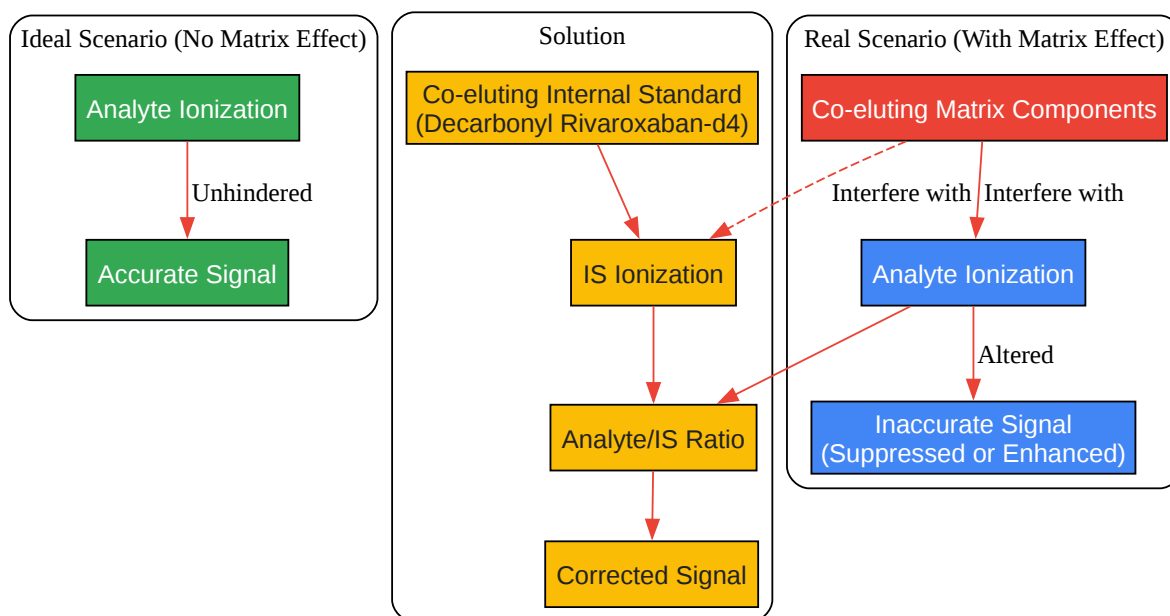 Ideal Scenario (No Matrix Effect)
Analyte Ionization
Unhindered
Accurate Signal
Solution
Co-eluting Internal Standard
(Decarbonyl Rivaroxaban-d4)
IS Ionization
Analyte/IS Ratio
Corrected Signal
Real Scenario (With Matrix Effect)
Co-eluting Matrix Components
Interfere with
Interfere with
Analyte Ionization
Altered
Inaccurate Signal
(Suppressed or Enhanced)